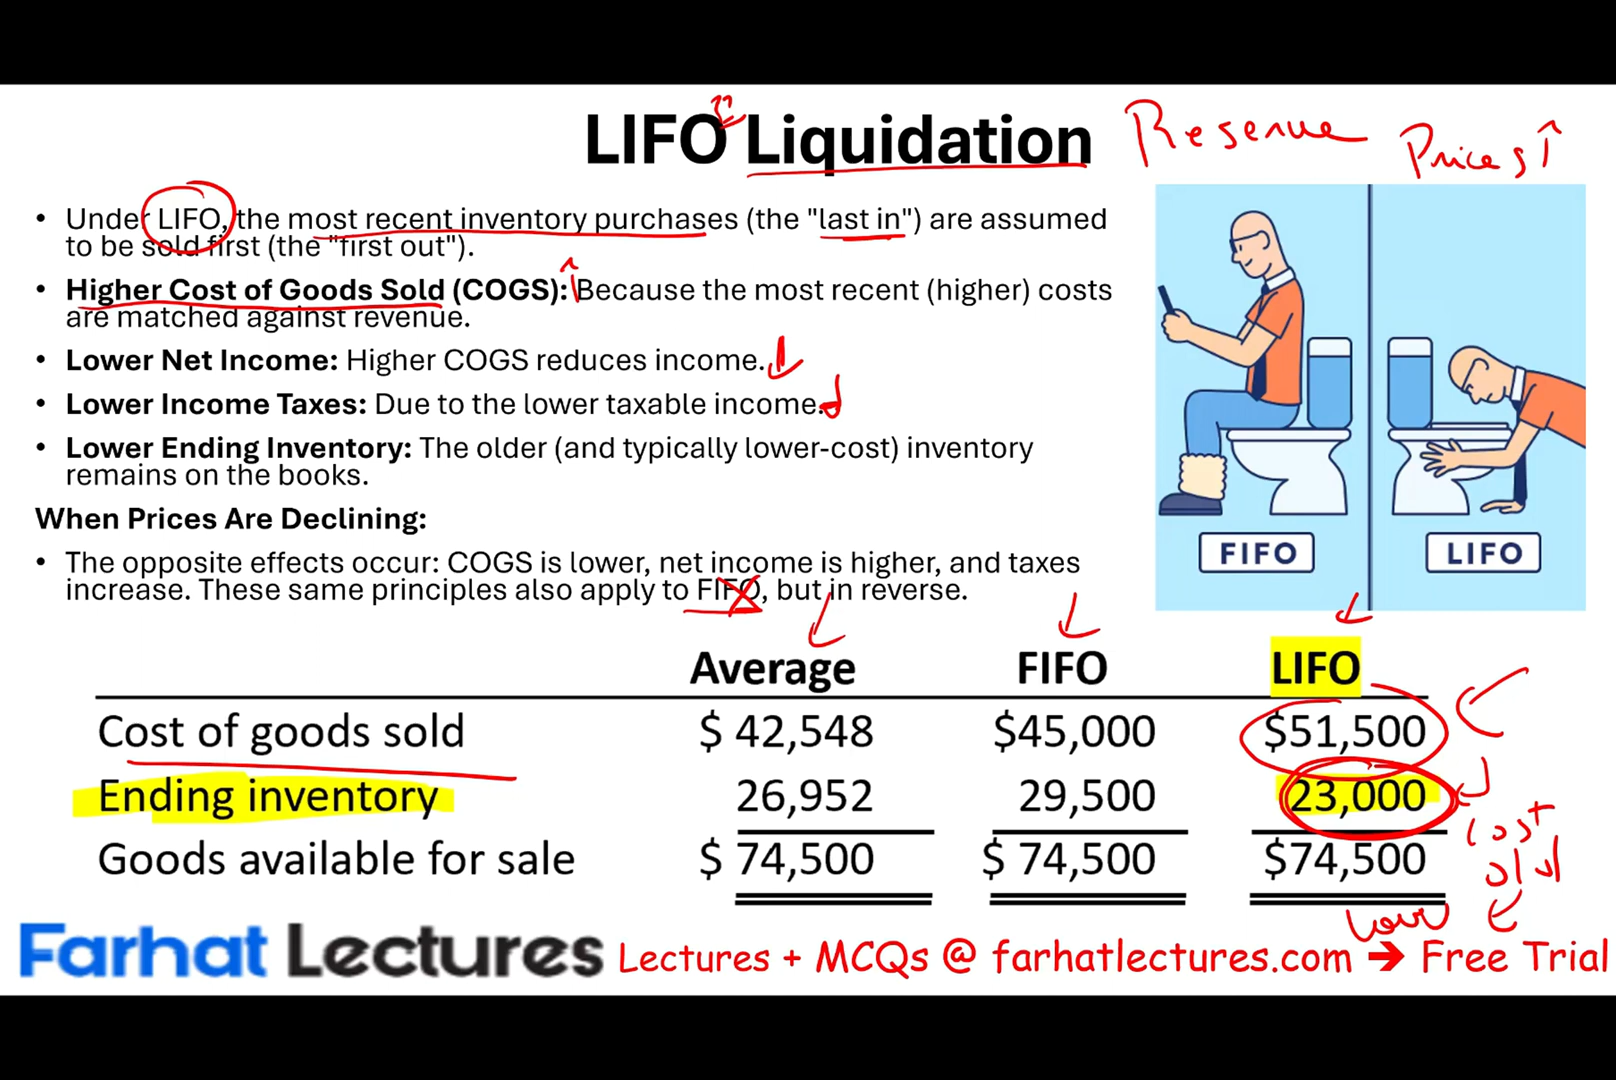 LIFO Liquidation
Reserve
Prices ↑
• Under LIFO, the most recent inventory purchases (the "last in") are assumed
to be sold first (the "first out").
• Higher Cost of Goods Sold (COGS): Because the most recent (higher) costs
are matched against revenue.
• Lower Net Income: Higher COGS reduces income.
• Lower Income Taxes: Due to the lower taxable income.
• Lower Ending Inventory: The older (and typically lower-cost) inventory
remains on the books.
When Prices Are Declining:
• The opposite effects occur: COGS is lower, net income is higher, and taxes
increase. These same principles also apply to FIFO, but in reverse.
FIFO
LIFO
Average FIFO LIFO
Cost of goods sold $ 42,548 $45,000 $51,500
Ending inventory 26,952 29,500 23,000
Goods available for sale $ 74,500 $ 74,500 $74,500
cost
old
Farhat Lectures Lectures + MCQs @ farhatlectures.com ➔ Free Trial